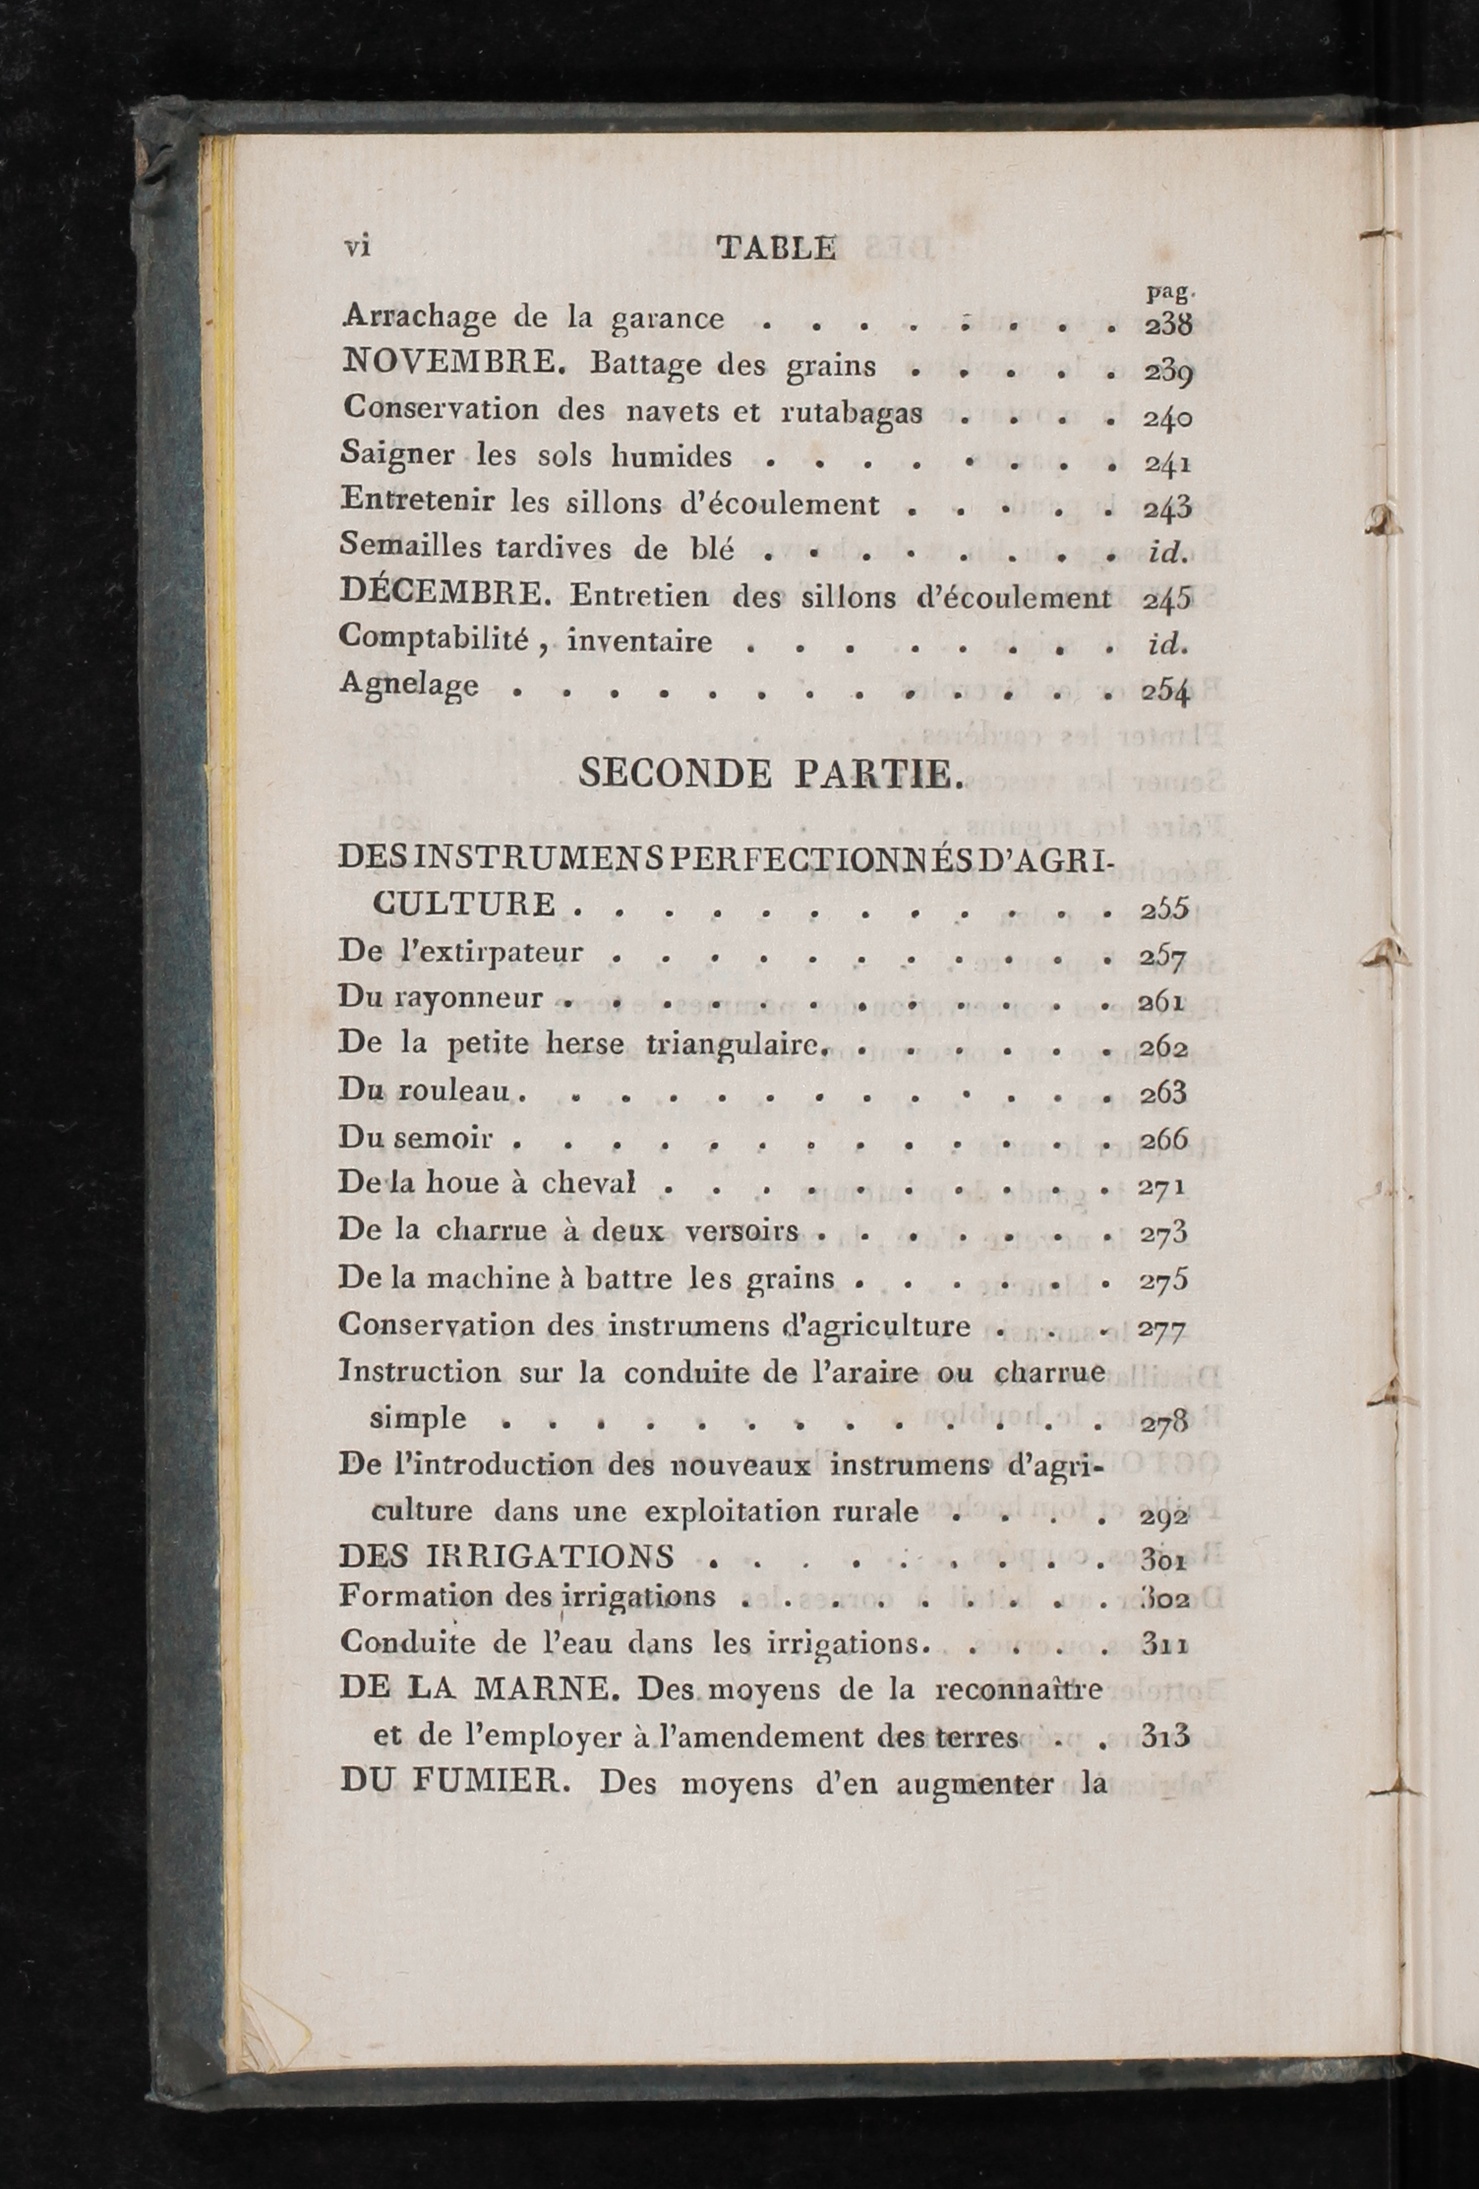 vi TABLE
pag.
Arrachage de la garance . . . . . . . . 238
NOVEMBRE. Battage des grains . . . . . 239
Conservation des navets et rutabagas . . . . 240
Saigner les sols humides . . . . . . . . 241
Entretenir les sillons d'écoulement . . . . . 243
Semailles tardives de blé . . . . . . . . id.
DÉCEMBRE. Entretien des sillons d'écoulement 245
Comptabilité, inventaire . . . . . . . . id.
Agnelage . . . . . . . . . . . . . 254
SECONDE PARTIE.
DES INSTRUMENS PERFECTIONNÉS D'AGRI-
CULTURE . . . . . . . . . . . . 255
De l'extirpateur . . . . . . . . . . . 257
Du rayonneur . . . . . . . . . . . . 261
De la petite herse triangulaire. . . . . . . 262
Du rouleau . . . . . . . . . . . . . 263
Du semoir . . . . . . . . . . . . . 266
De la houe à cheval . . . . . . . . . . 271
De la charrue à deux versoirs . . . . . . . 273
De la machine à battre les grains . . . . . . 275
Conservation des instrumens d'agriculture . . . 277
Instruction sur la conduite de l'araire ou charrue
simple . . . . . . . . . . . . . 278
De l'introduction des nouveaux instrumens d'agri-
culture dans une exploitation rurale . . . . 292
DES IRRIGATIONS . . . . . . . . . 301
Formation des irrigations . . . . . . . . . 302
Conduite de l'eau dans les irrigations. . . . . 311
DE LA MARNE. Des moyens de la reconnaître
et de l'employer à l'amendement des terres . . 313
DU FUMIER. Des moyens d'en augmenter la